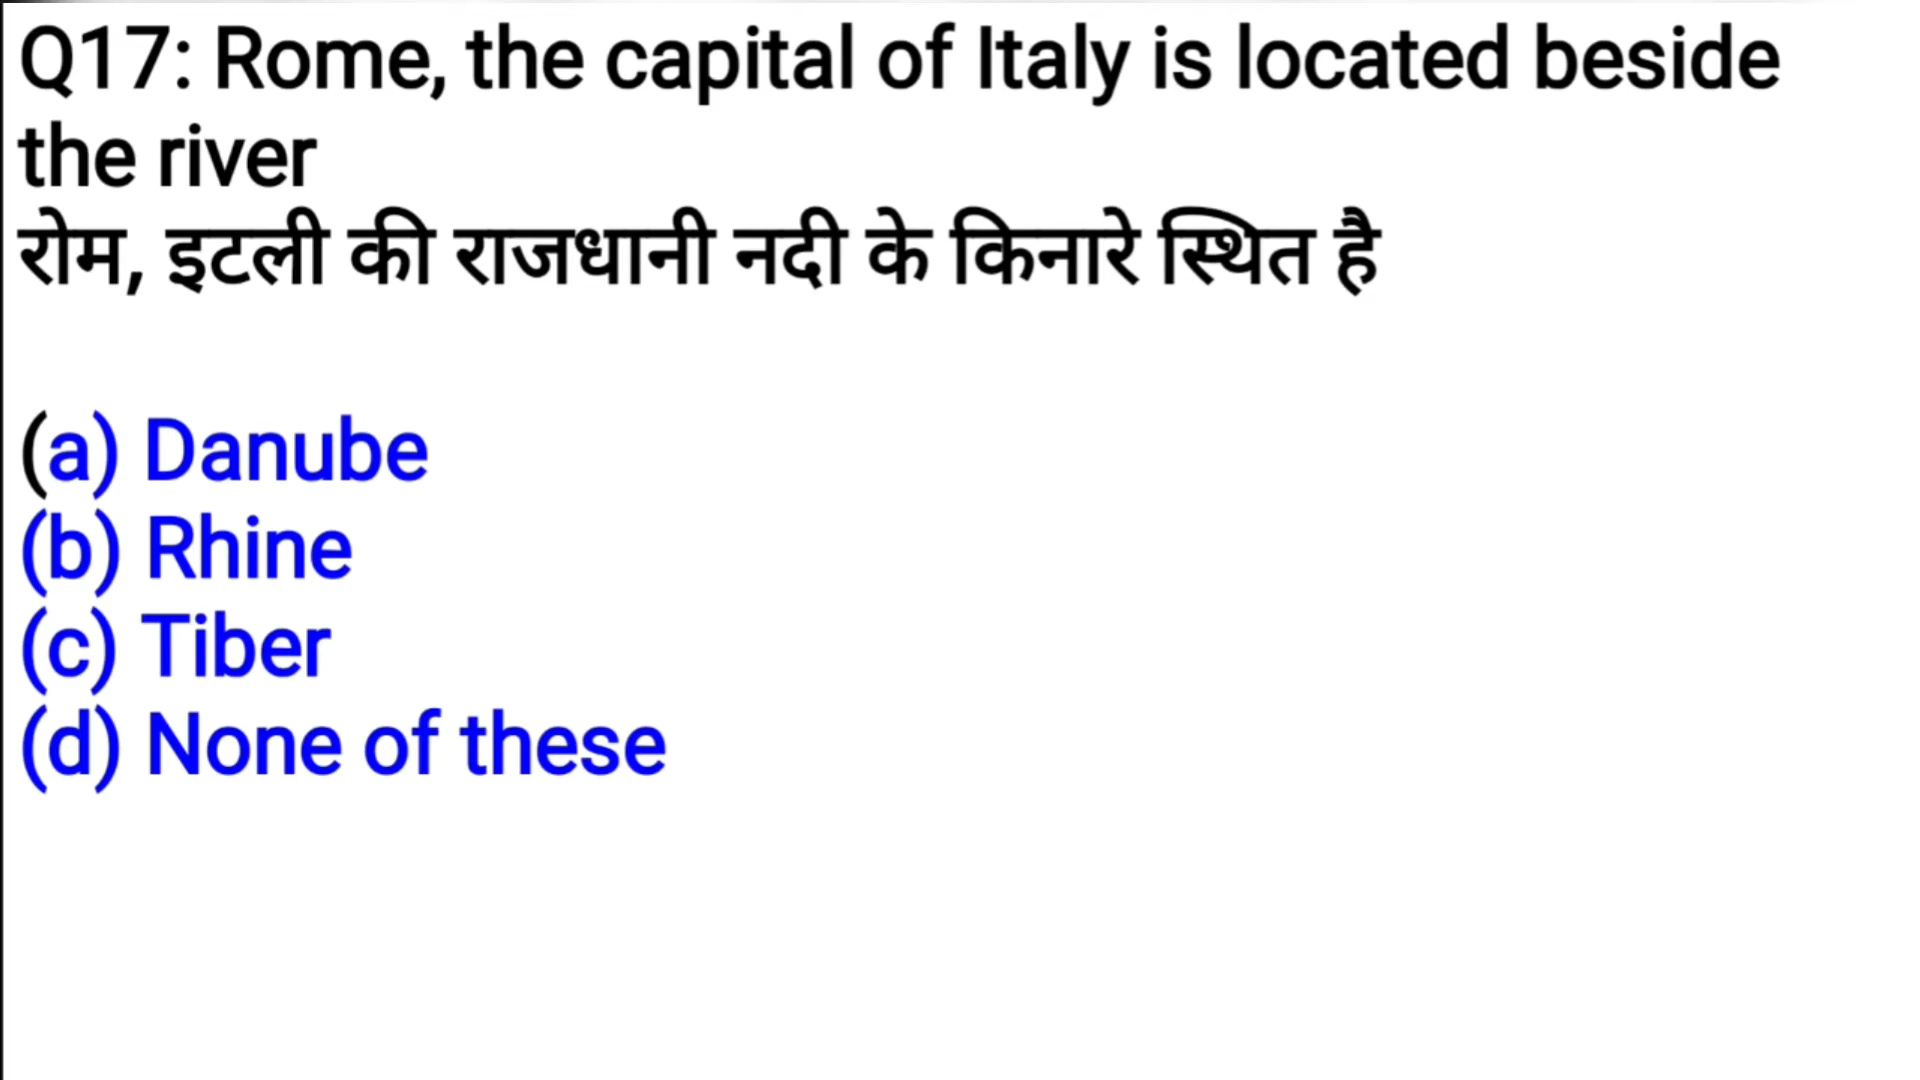 Q17: Rome, the capital of Italy is located beside
the river
रोम, इटली की राजधानी नदी के किनारे स्थित है
(a) Danube
(b) Rhine
(c) Tiber
(d) None of these